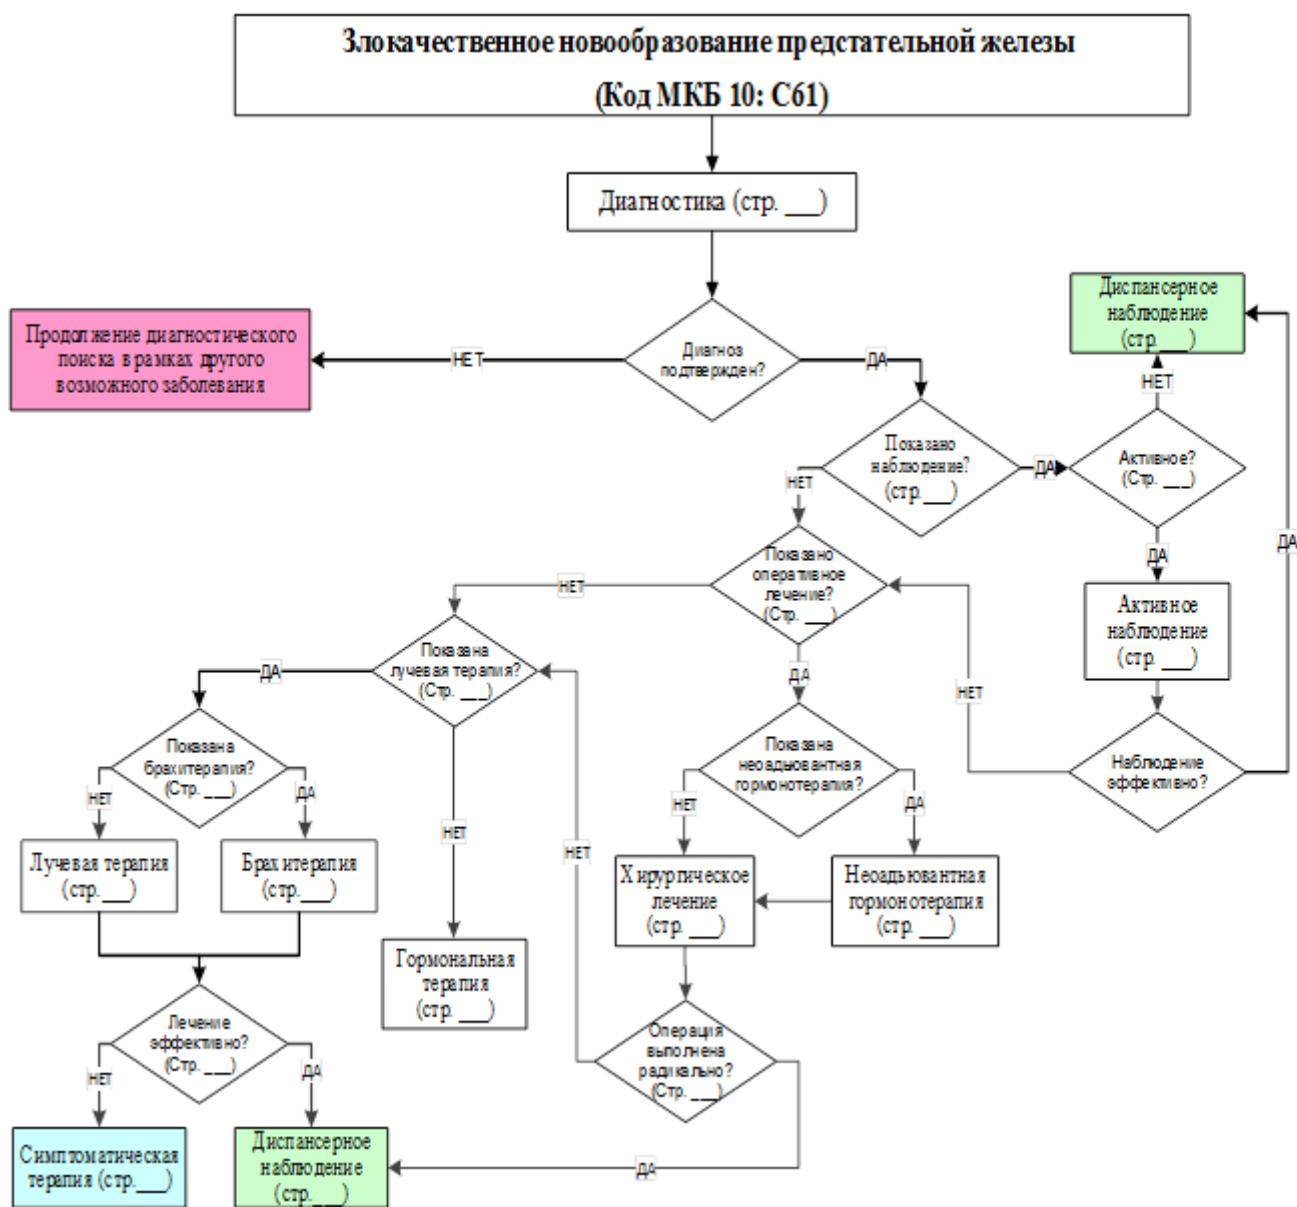 Злокачественное новообразование предстательной железы
(Код МКБ 10: С61)
Диагностика (стр. ___)
Диспансерное
наблюдение
(стр.___)
Продолжение диагностического
поиска в рамках другого
возможного заболевания
НЕТ
Диагноз
подтвержден?
ДА
НЕТ
Показано
наблюдение?
(стр.___)
ДА
Активное?
(Стр. ___)
НЕТ
ДА
ДА
Показано
оперативное
лечение?
(Стр. ___)
НЕТ
Активное
наблюдение
(стр. ___)
Показана
лучевая терапия?
(Стр. ___)
ДА
ДА
НЕТ
Показана
брахитерапия?
(Стр. ___)
Показана
неоадьювантная
гормонотерапия?
Наблюдение
эффективно?
НЕТ
ДА
НЕТ
ДА
НЕТ
НЕТ
Лучевая терапия
(стр. ___)
Брахитерапия
(стр.___)
Хирургическое
лечение
(стр. ___)
Неоадьювантная
гормонотерапия
(стр. ___)
Гормональная
терапия
(стр. ___)
Лечение
эффективно?
(Стр. ___)
Операция
выполнена
радикально?
(Стр. ___)
НЕТ
ДА
Симптоматическая
терапия (стр.___)
Диспансерное
наблюдение
(стр.___)
ДА